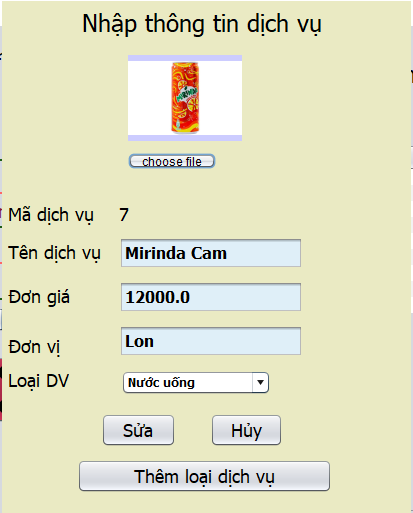 Nhập thông tin dịch vụ
choose file
Mã dịch vụ 7
Tên dịch vụ Mirinda Cam
Đơn giá 12000.0
Đơn vị Lon
Loại DV Nước uống
Sửa Hủy
Thêm loại dịch vụ